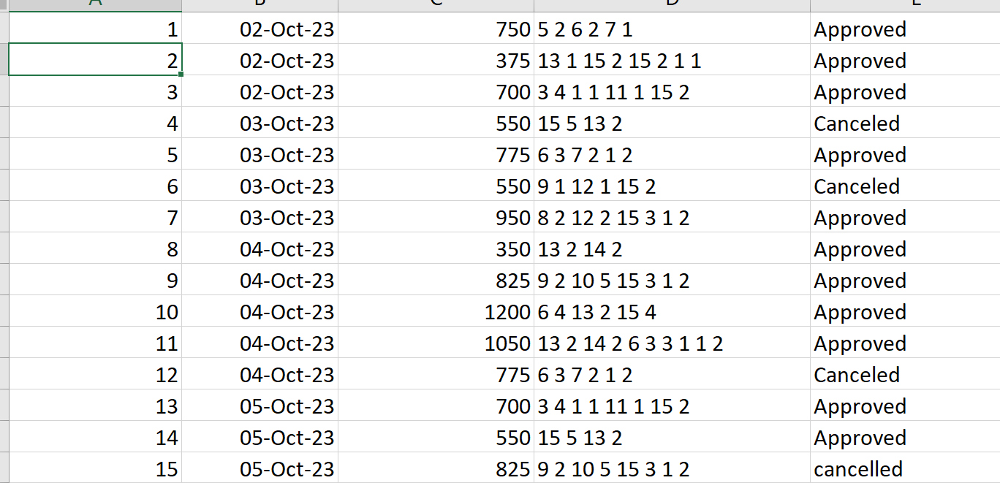 A B C D E
1 02-Oct-23 750 5 2 6 2 7 1 Approved
2 02-Oct-23 375 13 1 15 2 15 2 1 1 Approved
3 02-Oct-23 700 3 4 1 1 11 1 15 2 Approved
4 03-Oct-23 550 15 5 13 2 Canceled
5 03-Oct-23 775 6 3 7 2 1 2 Approved
6 03-Oct-23 550 9 1 12 1 15 2 Canceled
7 03-Oct-23 950 8 2 12 2 15 3 1 2 Approved
8 04-Oct-23 350 13 2 14 2 Approved
9 04-Oct-23 825 9 2 10 5 15 3 1 2 Approved
10 04-Oct-23 1200 6 4 13 2 15 4 Approved
11 04-Oct-23 1050 13 2 14 2 6 3 3 1 1 2 Approved
12 04-Oct-23 775 6 3 7 2 1 2 Canceled
13 05-Oct-23 700 3 4 1 1 11 1 15 2 Approved
14 05-Oct-23 550 15 5 13 2 Approved
15 05-Oct-23 825 9 2 10 5 15 3 1 2 cancelled